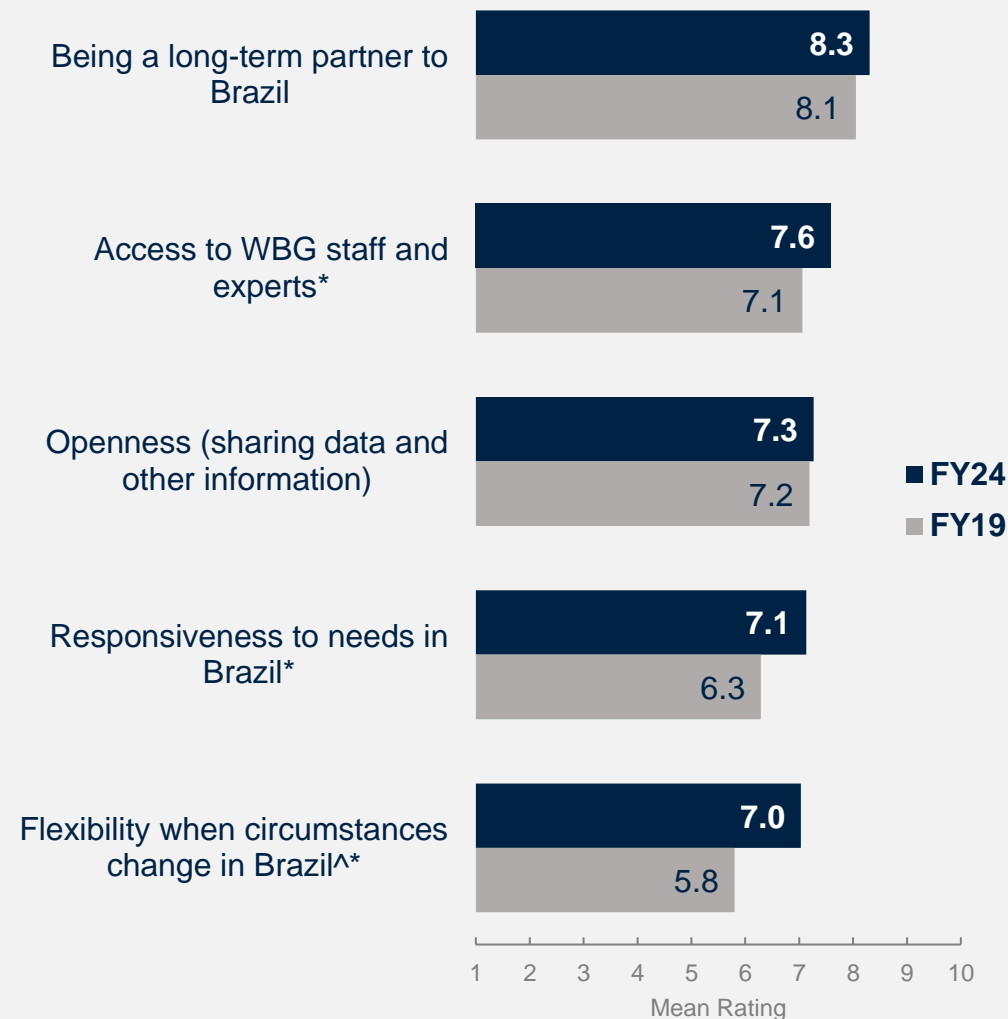 Being a long-term partner to
Brazil
8.3
8.1
Access to WBG staff and
experts*
7.6
7.1
Openness (sharing data and
other information)
7.3
7.2
FY24
FY19
Responsiveness to needs in
Brazil*
7.1
6.3
Flexibility when circumstances
change in Brazil^*
7.0
5.8
1 2 3 4 5 6 7 8 9 10
Mean Rating